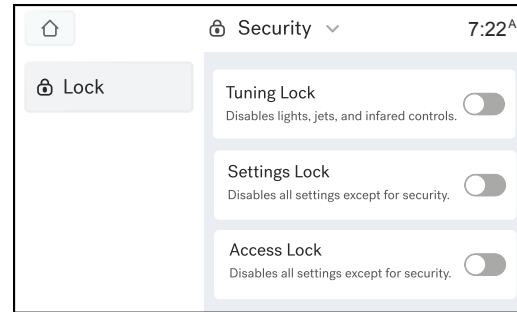 Security
7:22A
Lock
Tuning Lock
Disables lights, jets, and infared controls.
Settings Lock
Disables all settings except for security.
Access Lock
Disables all settings except for security.